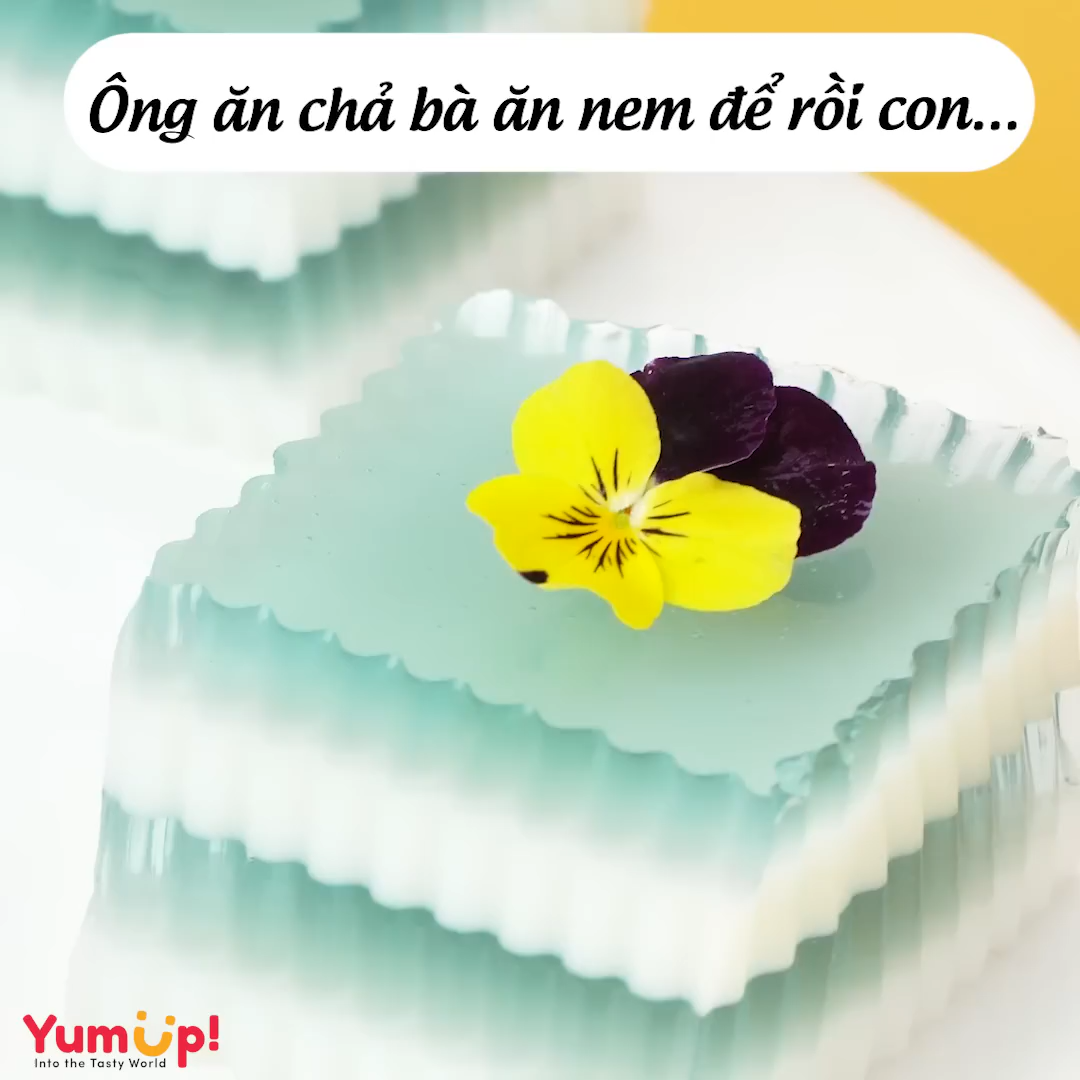 Ông ăn chả bà ăn nem để rồi con...
YumUp!
Into the Tasty World